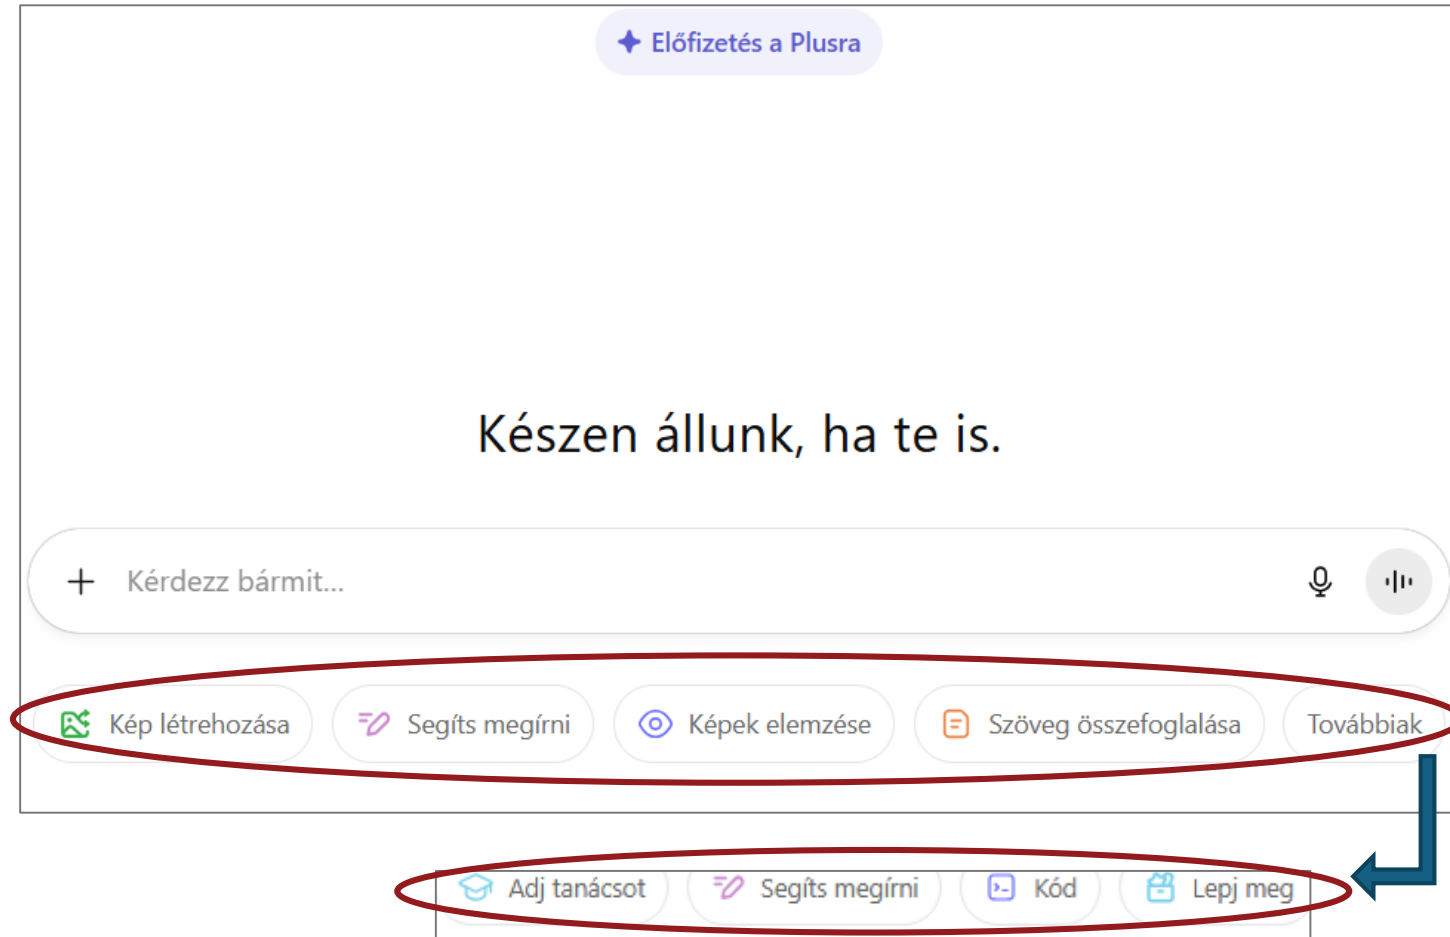 Előfizetés a Plusra
Készen állunk, ha te is.
Kérdezz bármit...
Kép létrehozása Segíts megírni Képek elemzése Szöveg összefoglalása Továbbiak
Adj tanácsot Segíts megírni Kód Lepj meg